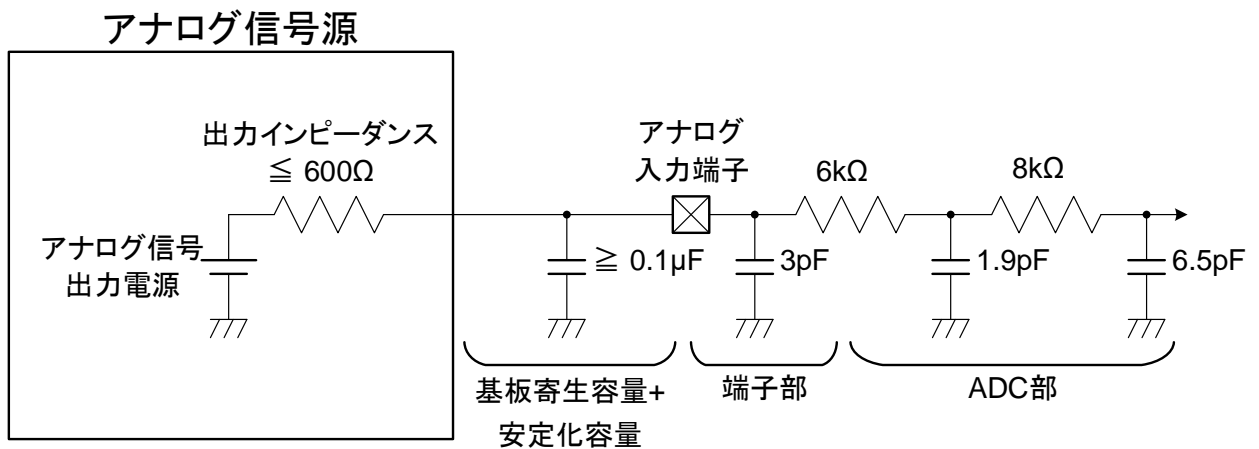 アナログ信号源
出力インピーダンス
≦ 600Ω
アナログ信号
出力電源
アナログ
入力端子
6kΩ
8kΩ
≧ 0.1μF
3pF
1.9pF
6.5pF
基板寄生容量+
安定化容量
端子部
ADC部